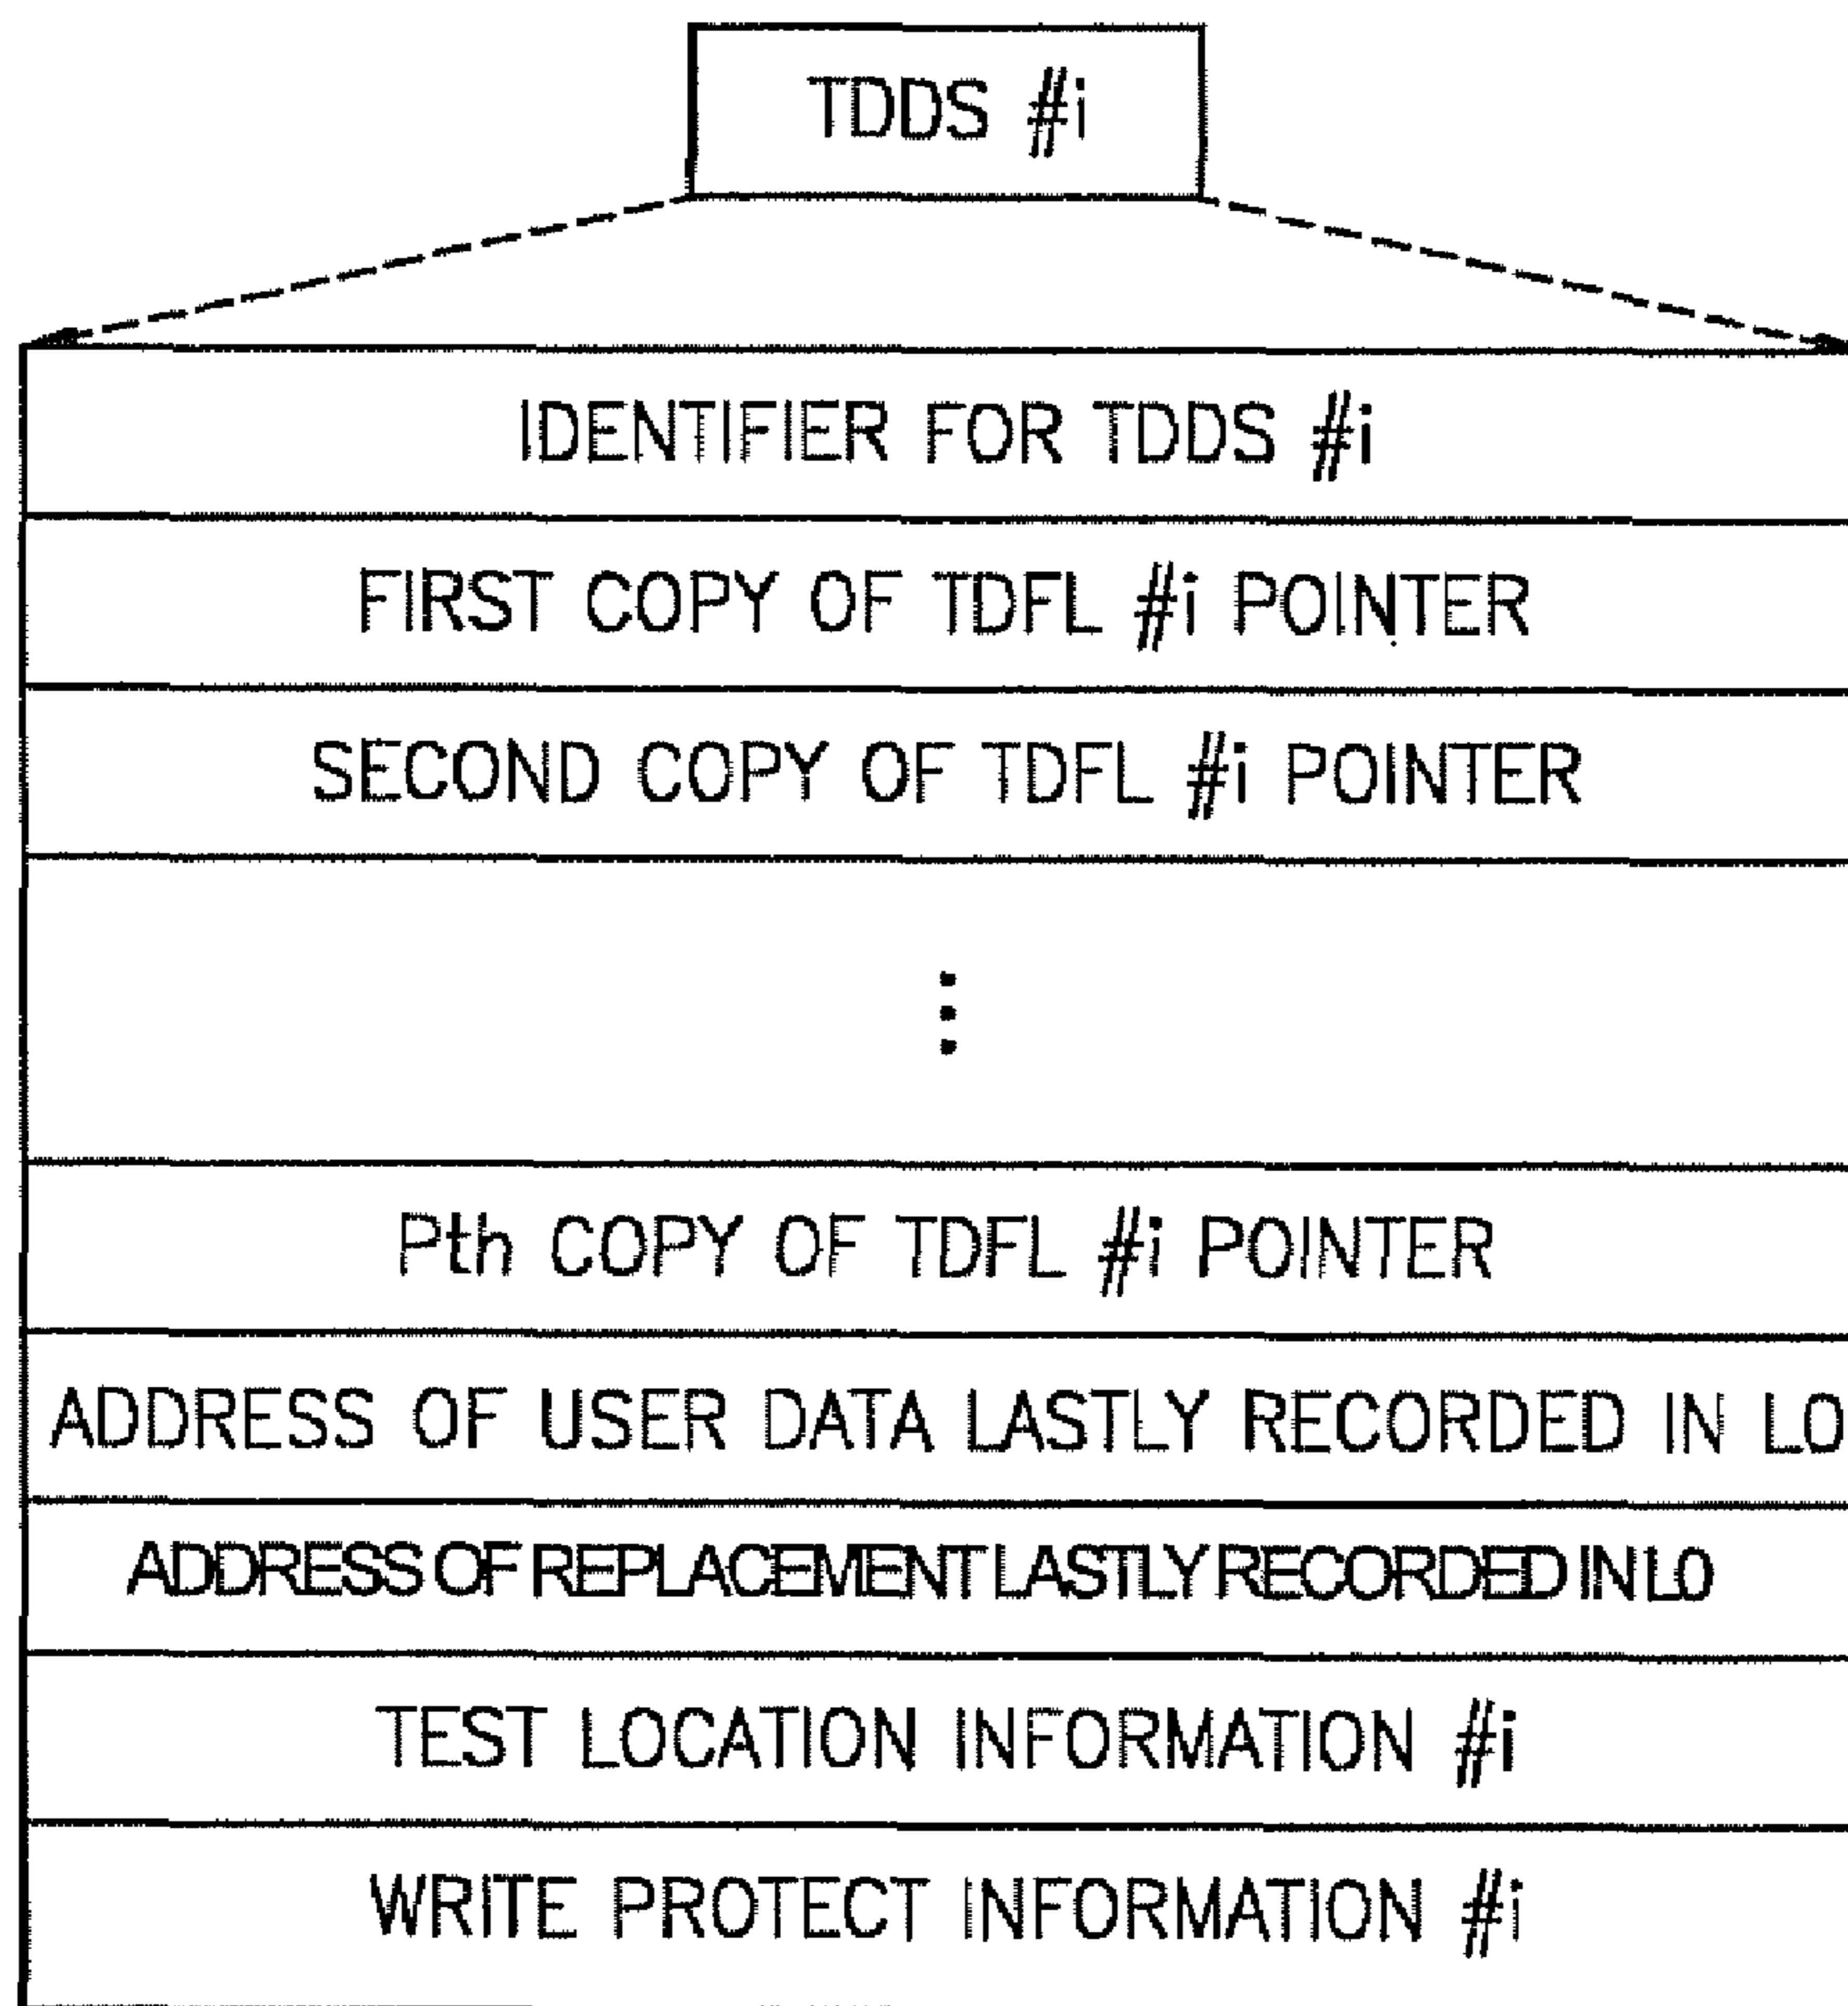 TDDS #i
IDENTIFIER FOR TDDS #i
FIRST COPY OF TDFL #i POINTER
SECOND COPY OF TDFL #i POINTER
⋮
Pth COPY OF TDFL #i POINTER
ADDRESS OF USER DATA LASTLY RECORDED IN L0
ADDRESS OF REPLACEMENT LASTLY RECORDED IN L0
TEST LOCATION INFORMATION #i
WRITE PROTECT INFORMATION #i